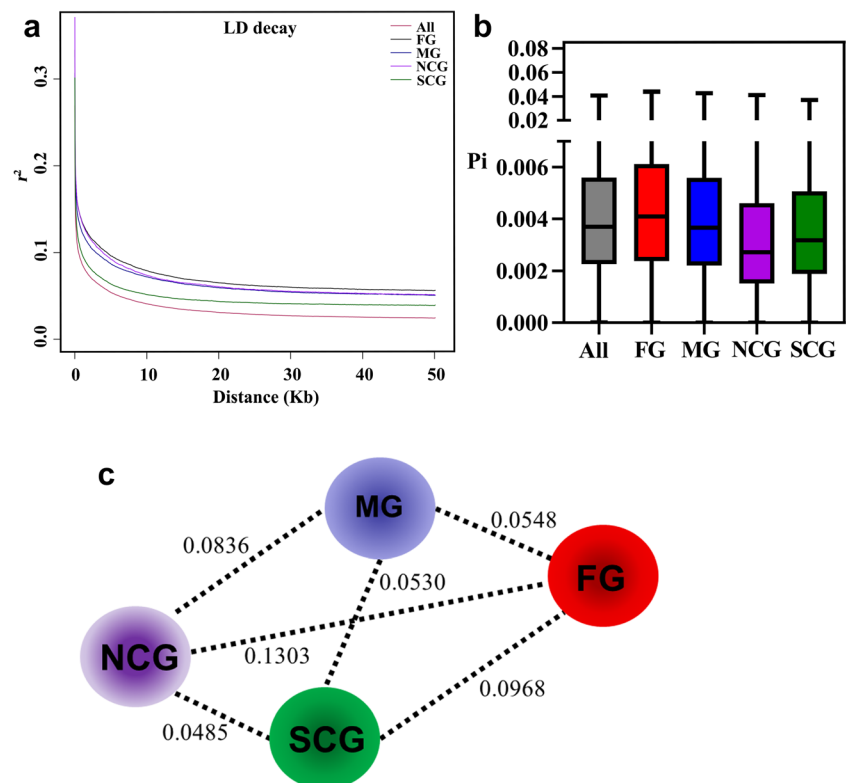 a
LD decay
All
FG
MG
NCG
SCG
r²
0.0
0.1
0.2
0.3
0
10
20
30
40
50
Distance (Kb)
b
Pi
0.08
0.06
0.04
0.02
0.006
0.004
0.002
0.000
All FG MG NCG SCG
c
MG
0.0548
0.0836
0.0530
FG
NCG
0.1303
0.0968
0.0485
SCG